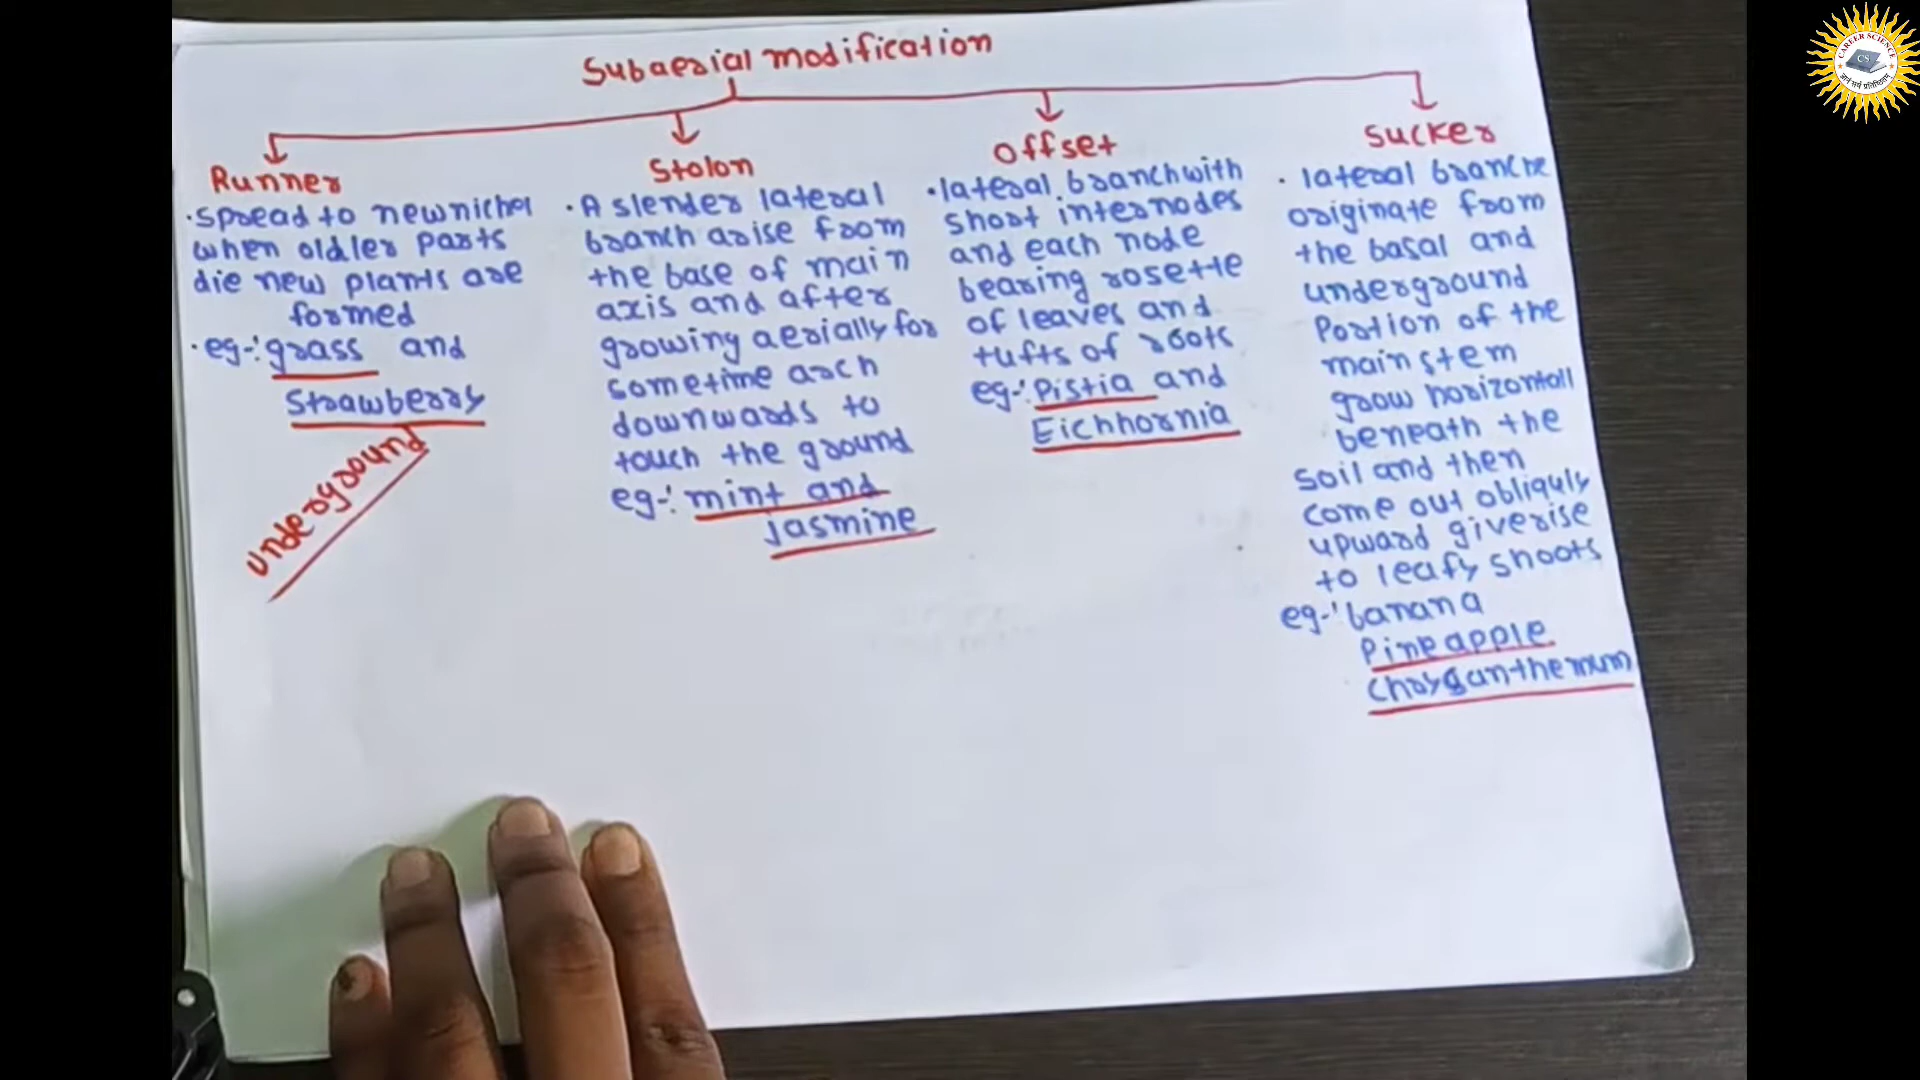 Subaerial modification
Runner
• spread to new niches
when oldler parts
die new plants are
formed
• eg-: grass and
Strawberry
Underground
Stolon
• A slender lateral
branch arise from
the base of main
axis and after
growing aerially for
sometime arch
downwards to
touch the ground
eg-: mint and
jasmine
Offset
• lateral branch with
short internodes
and each node
bearing rosette
of leaves and
tufts of roots
eg-: Pistia and
Eichhornia
Sucker
• lateral branche
originate from
the basal and
underground
Portion of the
main stem
grow horizontall
beneath the
soil and then
come out obliquly
upward give rise
to leafy shoots
eg-: banana
Pineapple
CAREER SCIENCE
CS